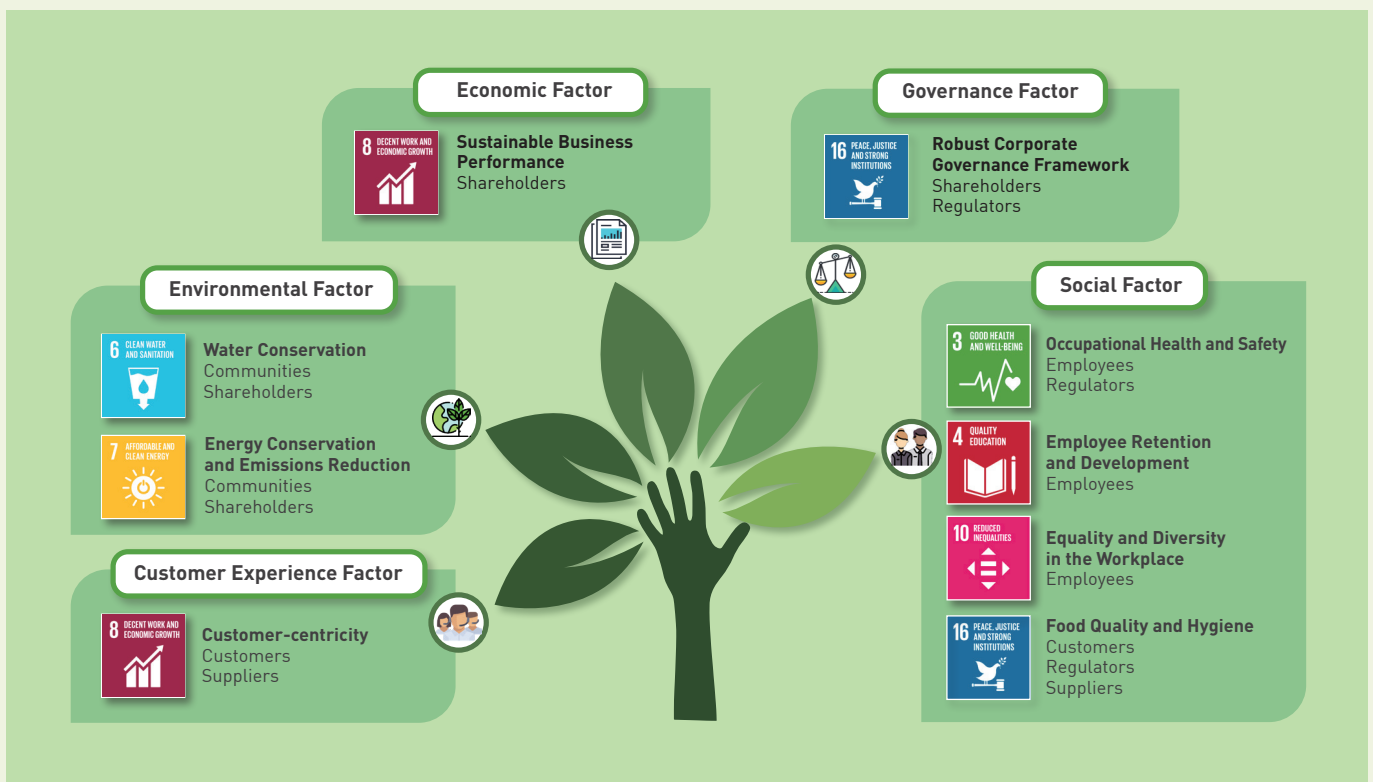 Economic Factor
8 DECENT WORK AND
ECONOMIC GROWTH
Sustainable Business
Performance
Shareholders
Governance Factor
16 PEACE, JUSTICE
AND STRONG
INSTITUTIONS
Robust Corporate
Governance Framework
Shareholders
Regulators
Environmental Factor
6 CLEAN WATER
AND SANITATION
Water Conservation
Communities
Shareholders
7 AFFORDABLE AND
CLEAN ENERGY
Energy Conservation
and Emissions Reduction
Communities
Shareholders
Customer Experience Factor
8 DECENT WORK AND
ECONOMIC GROWTH
Customer-centricity
Customers
Suppliers
Social Factor
3 GOOD HEALTH
AND WELL-BEING
Occupational Health and Safety
Employees
Regulators
4 QUALITY
EDUCATION
Employee Retention
and Development
Employees
10 REDUCED
INEQUALITIES
Equality and Diversity
in the Workplace
Employees
16 PEACE, JUSTICE
AND STRONG
INSTITUTIONS
Food Quality and Hygiene
Customers
Regulators
Suppliers